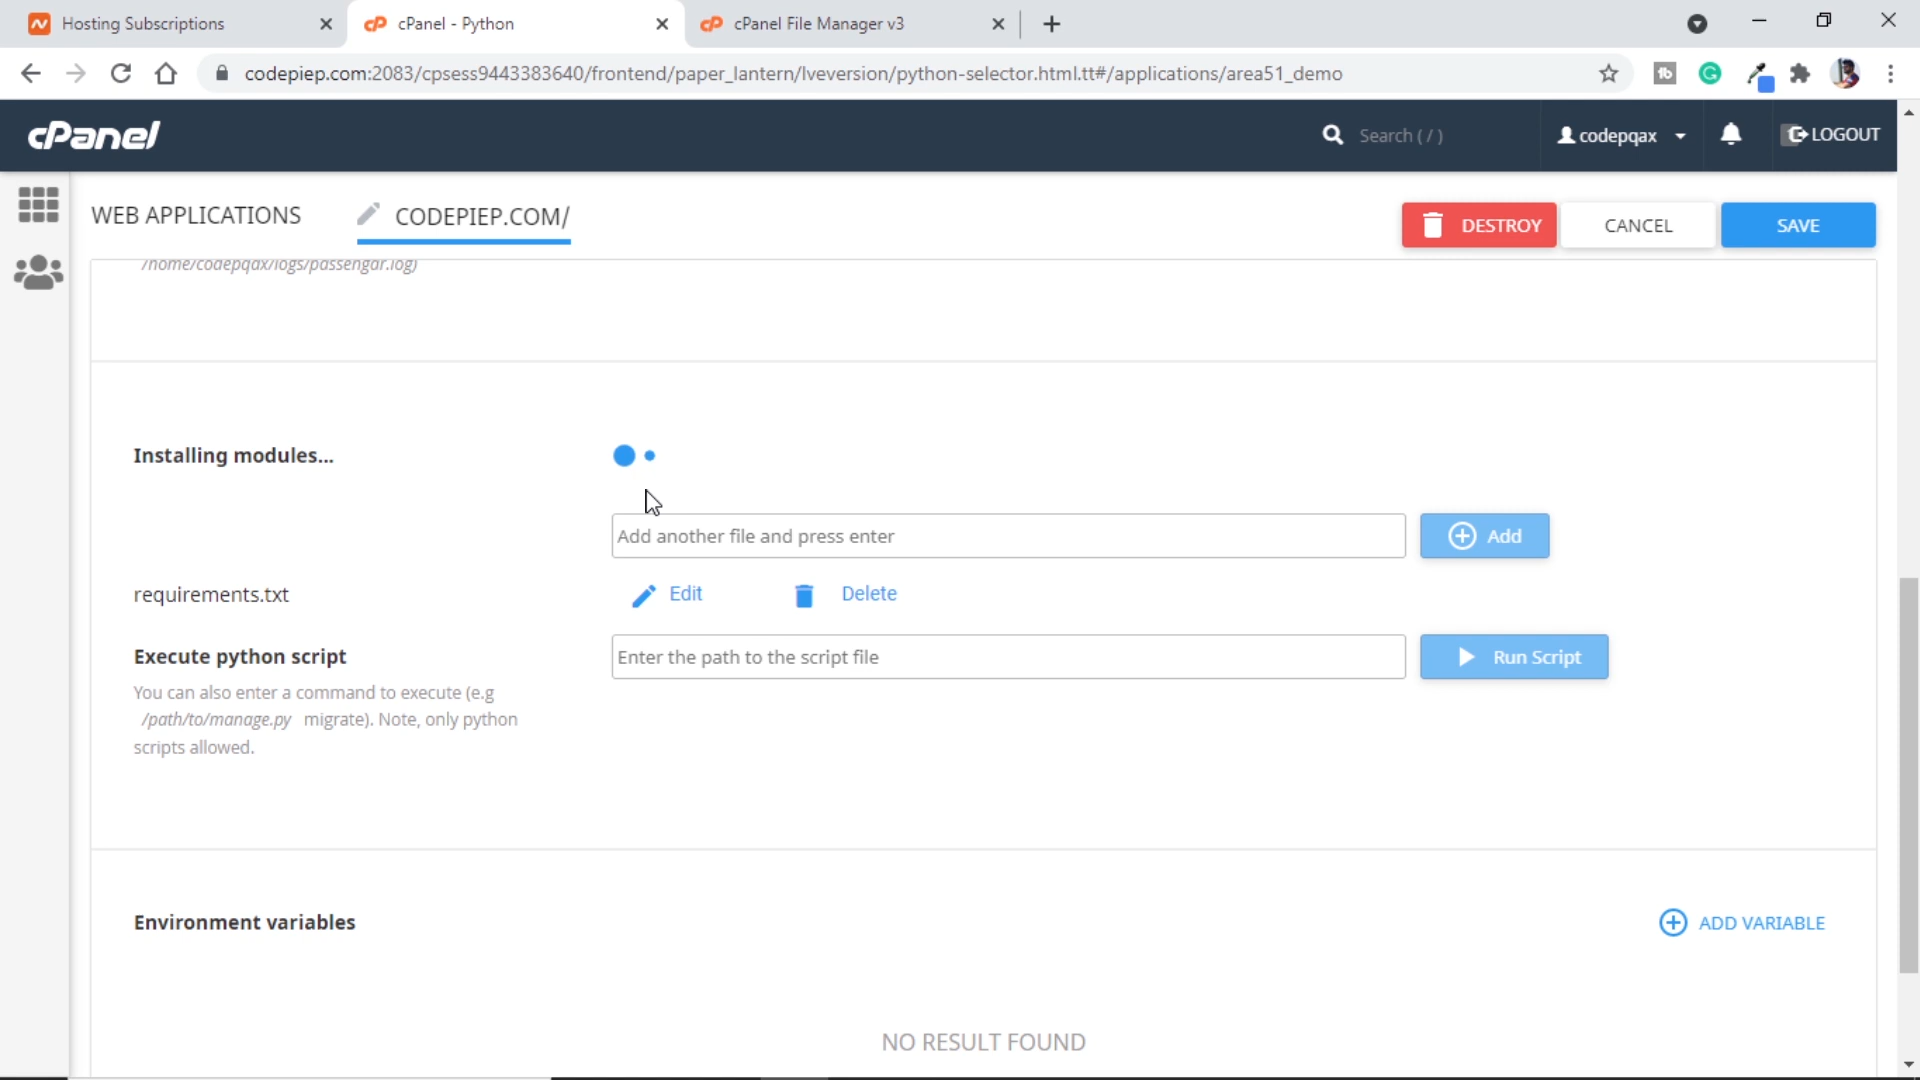 Hosting Subscriptions
cPanel - Python
cPanel File Manager v3
codepiep.com:2083/cpsess9443383640/frontend/paper_lantern/lveversion/python-selector.html.tt#/applications/area51_demo
cPanel
Search ( / )
codepqax
LOGOUT
WEB APPLICATIONS
CODEPIEP.COM/
DESTROY
CANCEL
SAVE
/home/codepqax/logs/passengar.log)
Installing modules...
Add another file and press enter
Add
requirements.txt
Edit
Delete
Execute python script
Enter the path to the script file
Run Script
You can also enter a command to execute (e.g
/path/to/manage.py migrate). Note, only python
scripts allowed.
Environment variables
ADD VARIABLE
NO RESULT FOUND